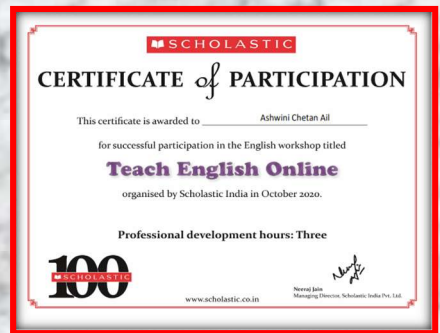 SCHOLASTIC
CERTIFICATE of PARTICIPATION
This certificate is awarded to Ashwini Chetan Ail
for successful participation in the English workshop titled
Teach English Online
organised by Scholastic India in October 2020.
Professional development hours: Three
100
SCHOLASTIC
www.scholastic.co.in
Neeraj Jain
Managing Director, Scholastic India Pvt. Ltd.